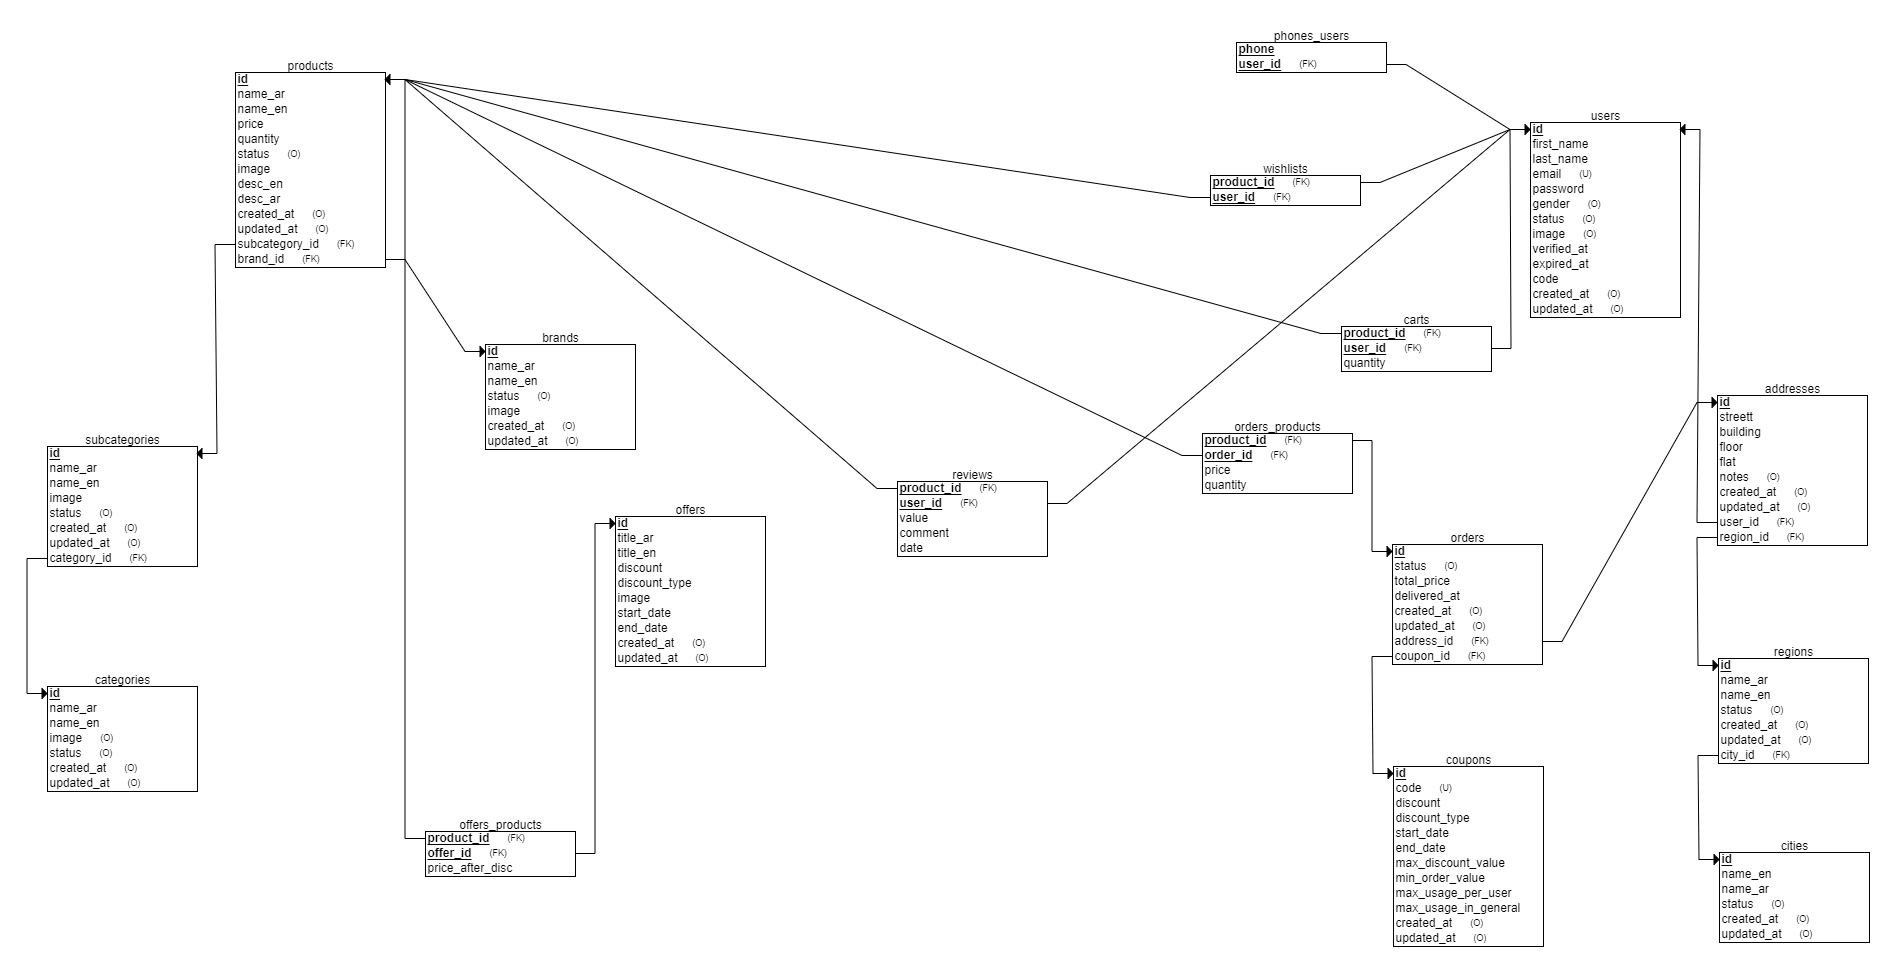 phones_users
phone
user_id (FK)
products
id
name_ar
name_en
price
quantity
status (O)
image
desc_en
desc_ar
created_at (O)
updated_at (O)
subcategory_id (FK)
brand_id (FK)
users
id
first_name
last_name
email (U)
password
gender (O)
status (O)
image (O)
verified_at
expired_at
code
created_at (O)
updated_at (O)
wishlists
product_id (FK)
user_id (FK)
carts
product_id (FK)
user_id (FK)
quantity
brands
id
name_ar
name_en
status (O)
image
created_at (O)
updated_at (O)
addresses
id
streett
building
floor
flat
notes (O)
created_at (O)
updated_at (O)
user_id (FK)
region_id (FK)
orders_products
product_id (FK)
order_id (FK)
price
quantity
subcategories
id
name_ar
name_en
image
status (O)
created_at (O)
updated_at (O)
category_id (FK)
reviews
product_id (FK)
user_id (FK)
value
comment
date
offers
id
title_ar
title_en
discount
discount_type
image
start_date
end_date
created_at (O)
updated_at (O)
orders
id
status (O)
total_price
delivered_at
created_at (O)
updated_at (O)
address_id (FK)
coupon_id (FK)
regions
id
name_ar
name_en
status (O)
created_at (O)
updated_at (O)
city_id (FK)
categories
id
name_ar
name_en
image (O)
status (O)
created_at (O)
updated_at (O)
coupons
id
code (U)
discount
discount_type
start_date
end_date
max_discount_value
min_order_value
max_usage_per_user
max_usage_in_general
created_at (O)
updated_at (O)
offers_products
product_id (FK)
offer_id (FK)
price_after_disc
cities
id
name_en
name_ar
status (O)
created_at (O)
updated_at (O)